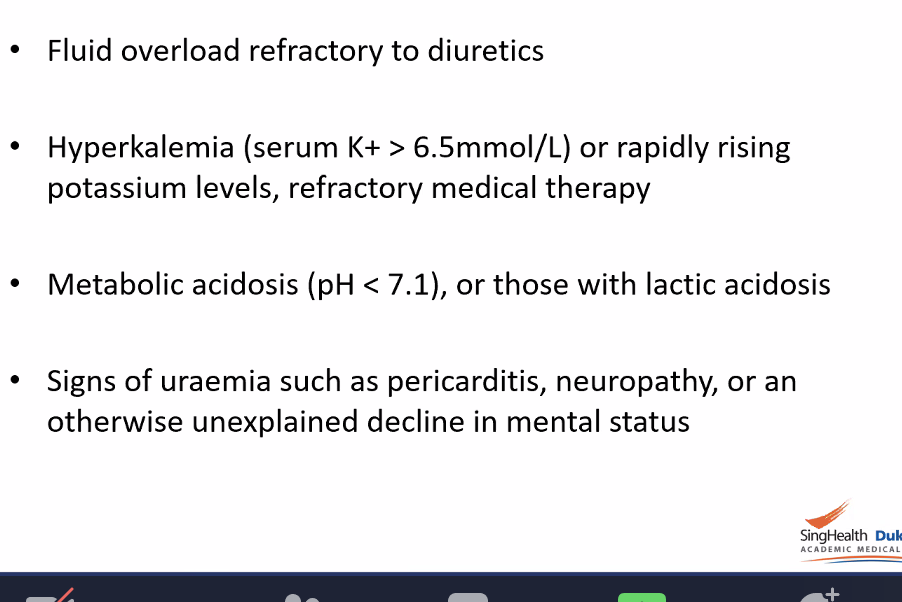 • Fluid overload refractory to diuretics
• Hyperkalemia (serum K+ > 6.5mmol/L) or rapidly rising
potassium levels, refractory medical therapy
• Metabolic acidosis (pH < 7.1), or those with lactic acidosis
• Signs of uraemia such as pericarditis, neuropathy, or an
otherwise unexplained decline in mental status
SingHealth Duk
ACADEMIC MEDICAL